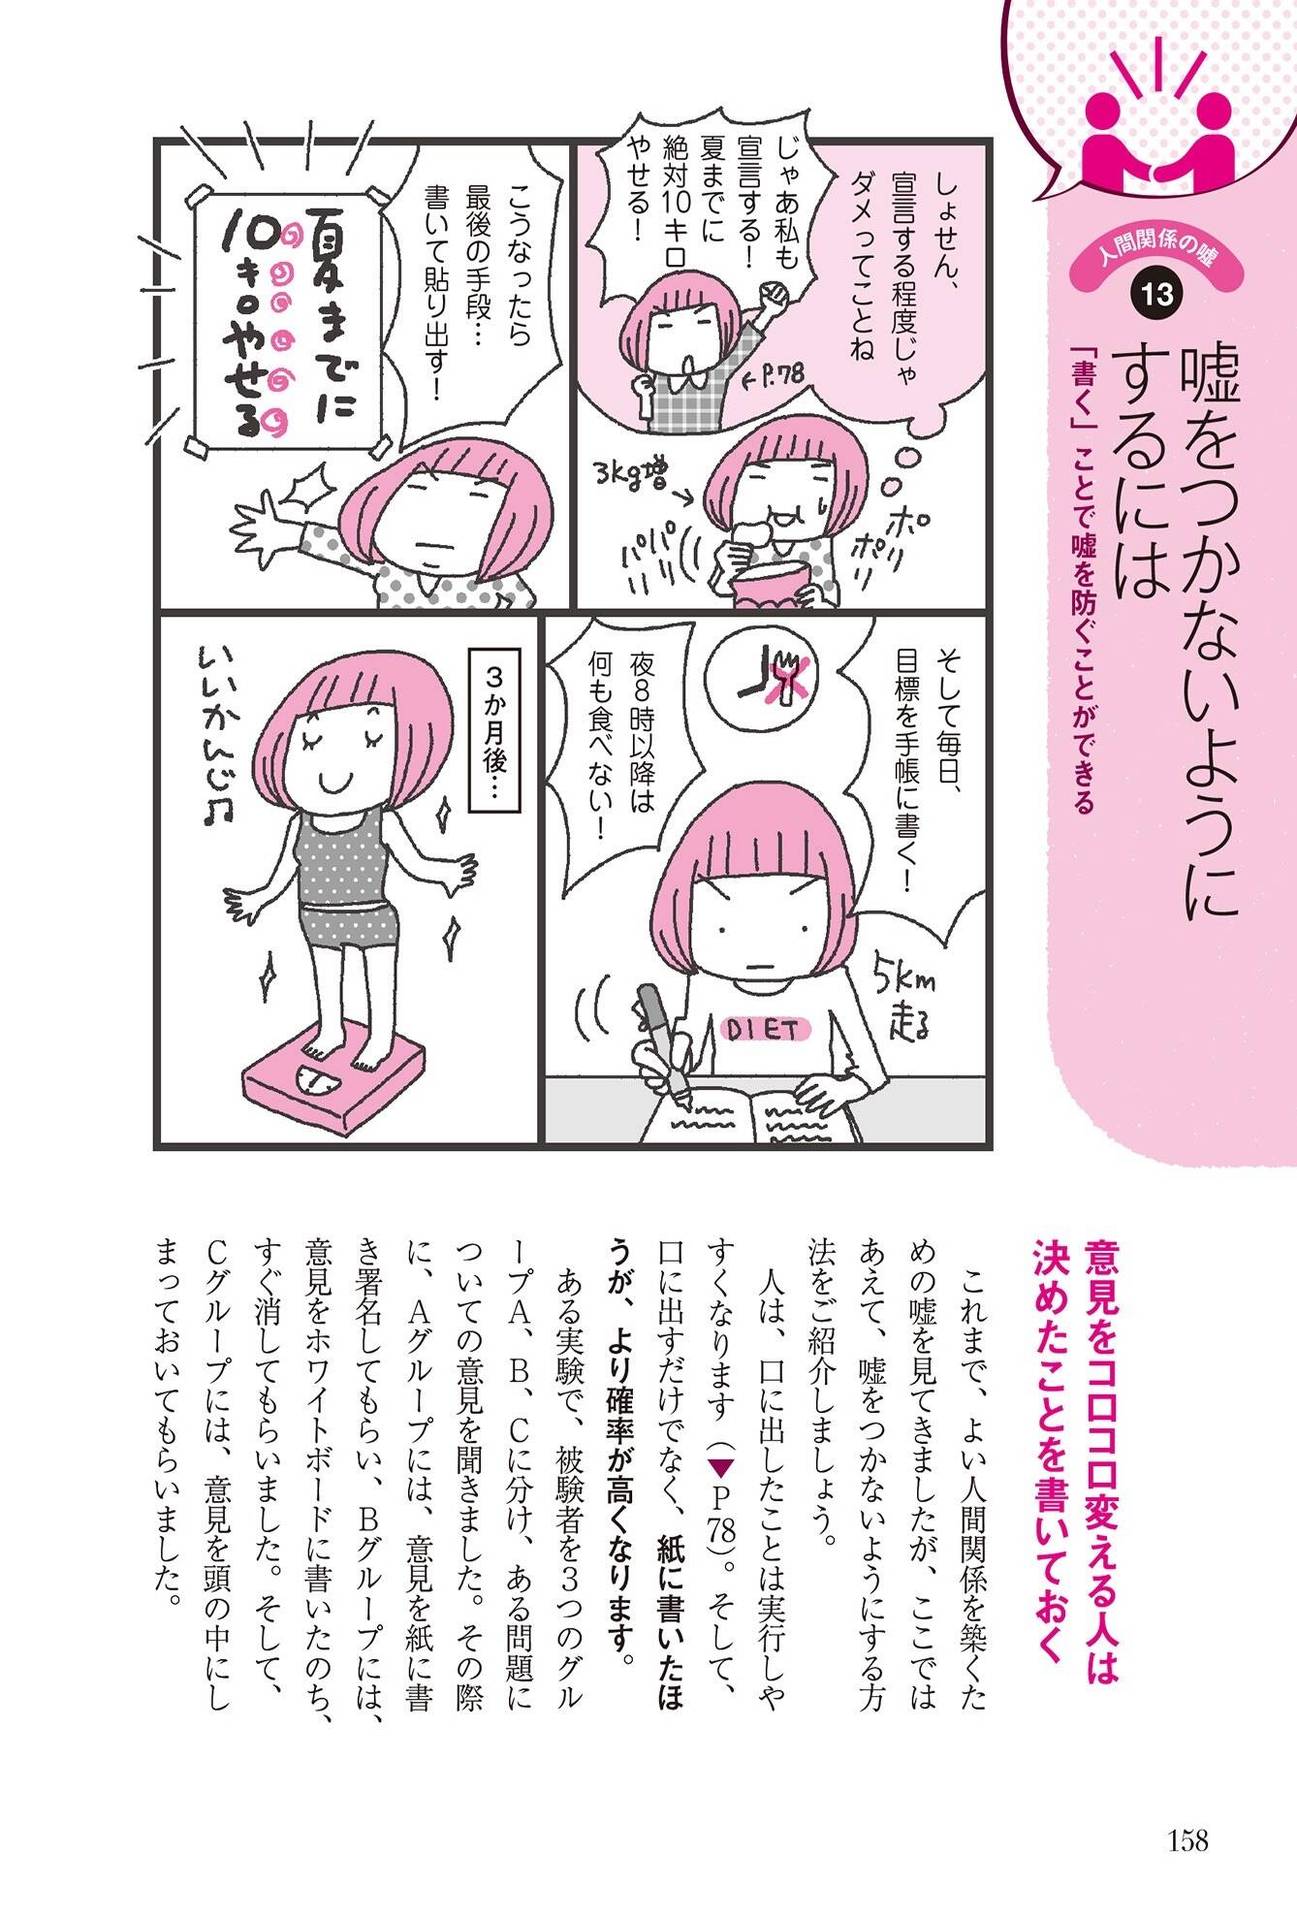 人間関係の嘘
13
嘘をつかないように
するには
「書く」ことで嘘を防ぐことができる
しょせん、
宣言する程度じゃ
ダメってことね
じゃあ私も
宣言する！
夏までに
絶対10キロ
やせる！
←P.78
3kg増→
ポリ
ポリ
パリ
パリ
こうなったら
最後の手段…
書いて貼り出す！
夏までに
10キロやせる
そして毎日、
目標を手帳に書く！
夜８時以降は
何も食べない！
5km
走る
DIET
３か月後…
いいかんじ♫
意見をコロコロ変える人は
決めたことを書いておく
これまで、よい人間関係を築くた
めの嘘を見てきましたが、ここでは
あえて、嘘をつかないようにする方
法をご紹介しましょう。
人は、口に出したことは実行しや
すくなります（▼P78）。そして、
口に出すだけでなく、紙に書いたほ
うが、より確率が高くなります。
ある実験で、被験者を３つのグル
ープＡ、Ｂ、Ｃに分け、ある問題に
ついての意見を聞きました。その際
に、Ａグループには、意見を紙に書
き署名してもらい、Ｂグループには、
意見をホワイトボードに書いたのち、
すぐ消してもらいました。そして、
Ｃグループには、意見を頭の中にし
まっておいてもらいました。
158